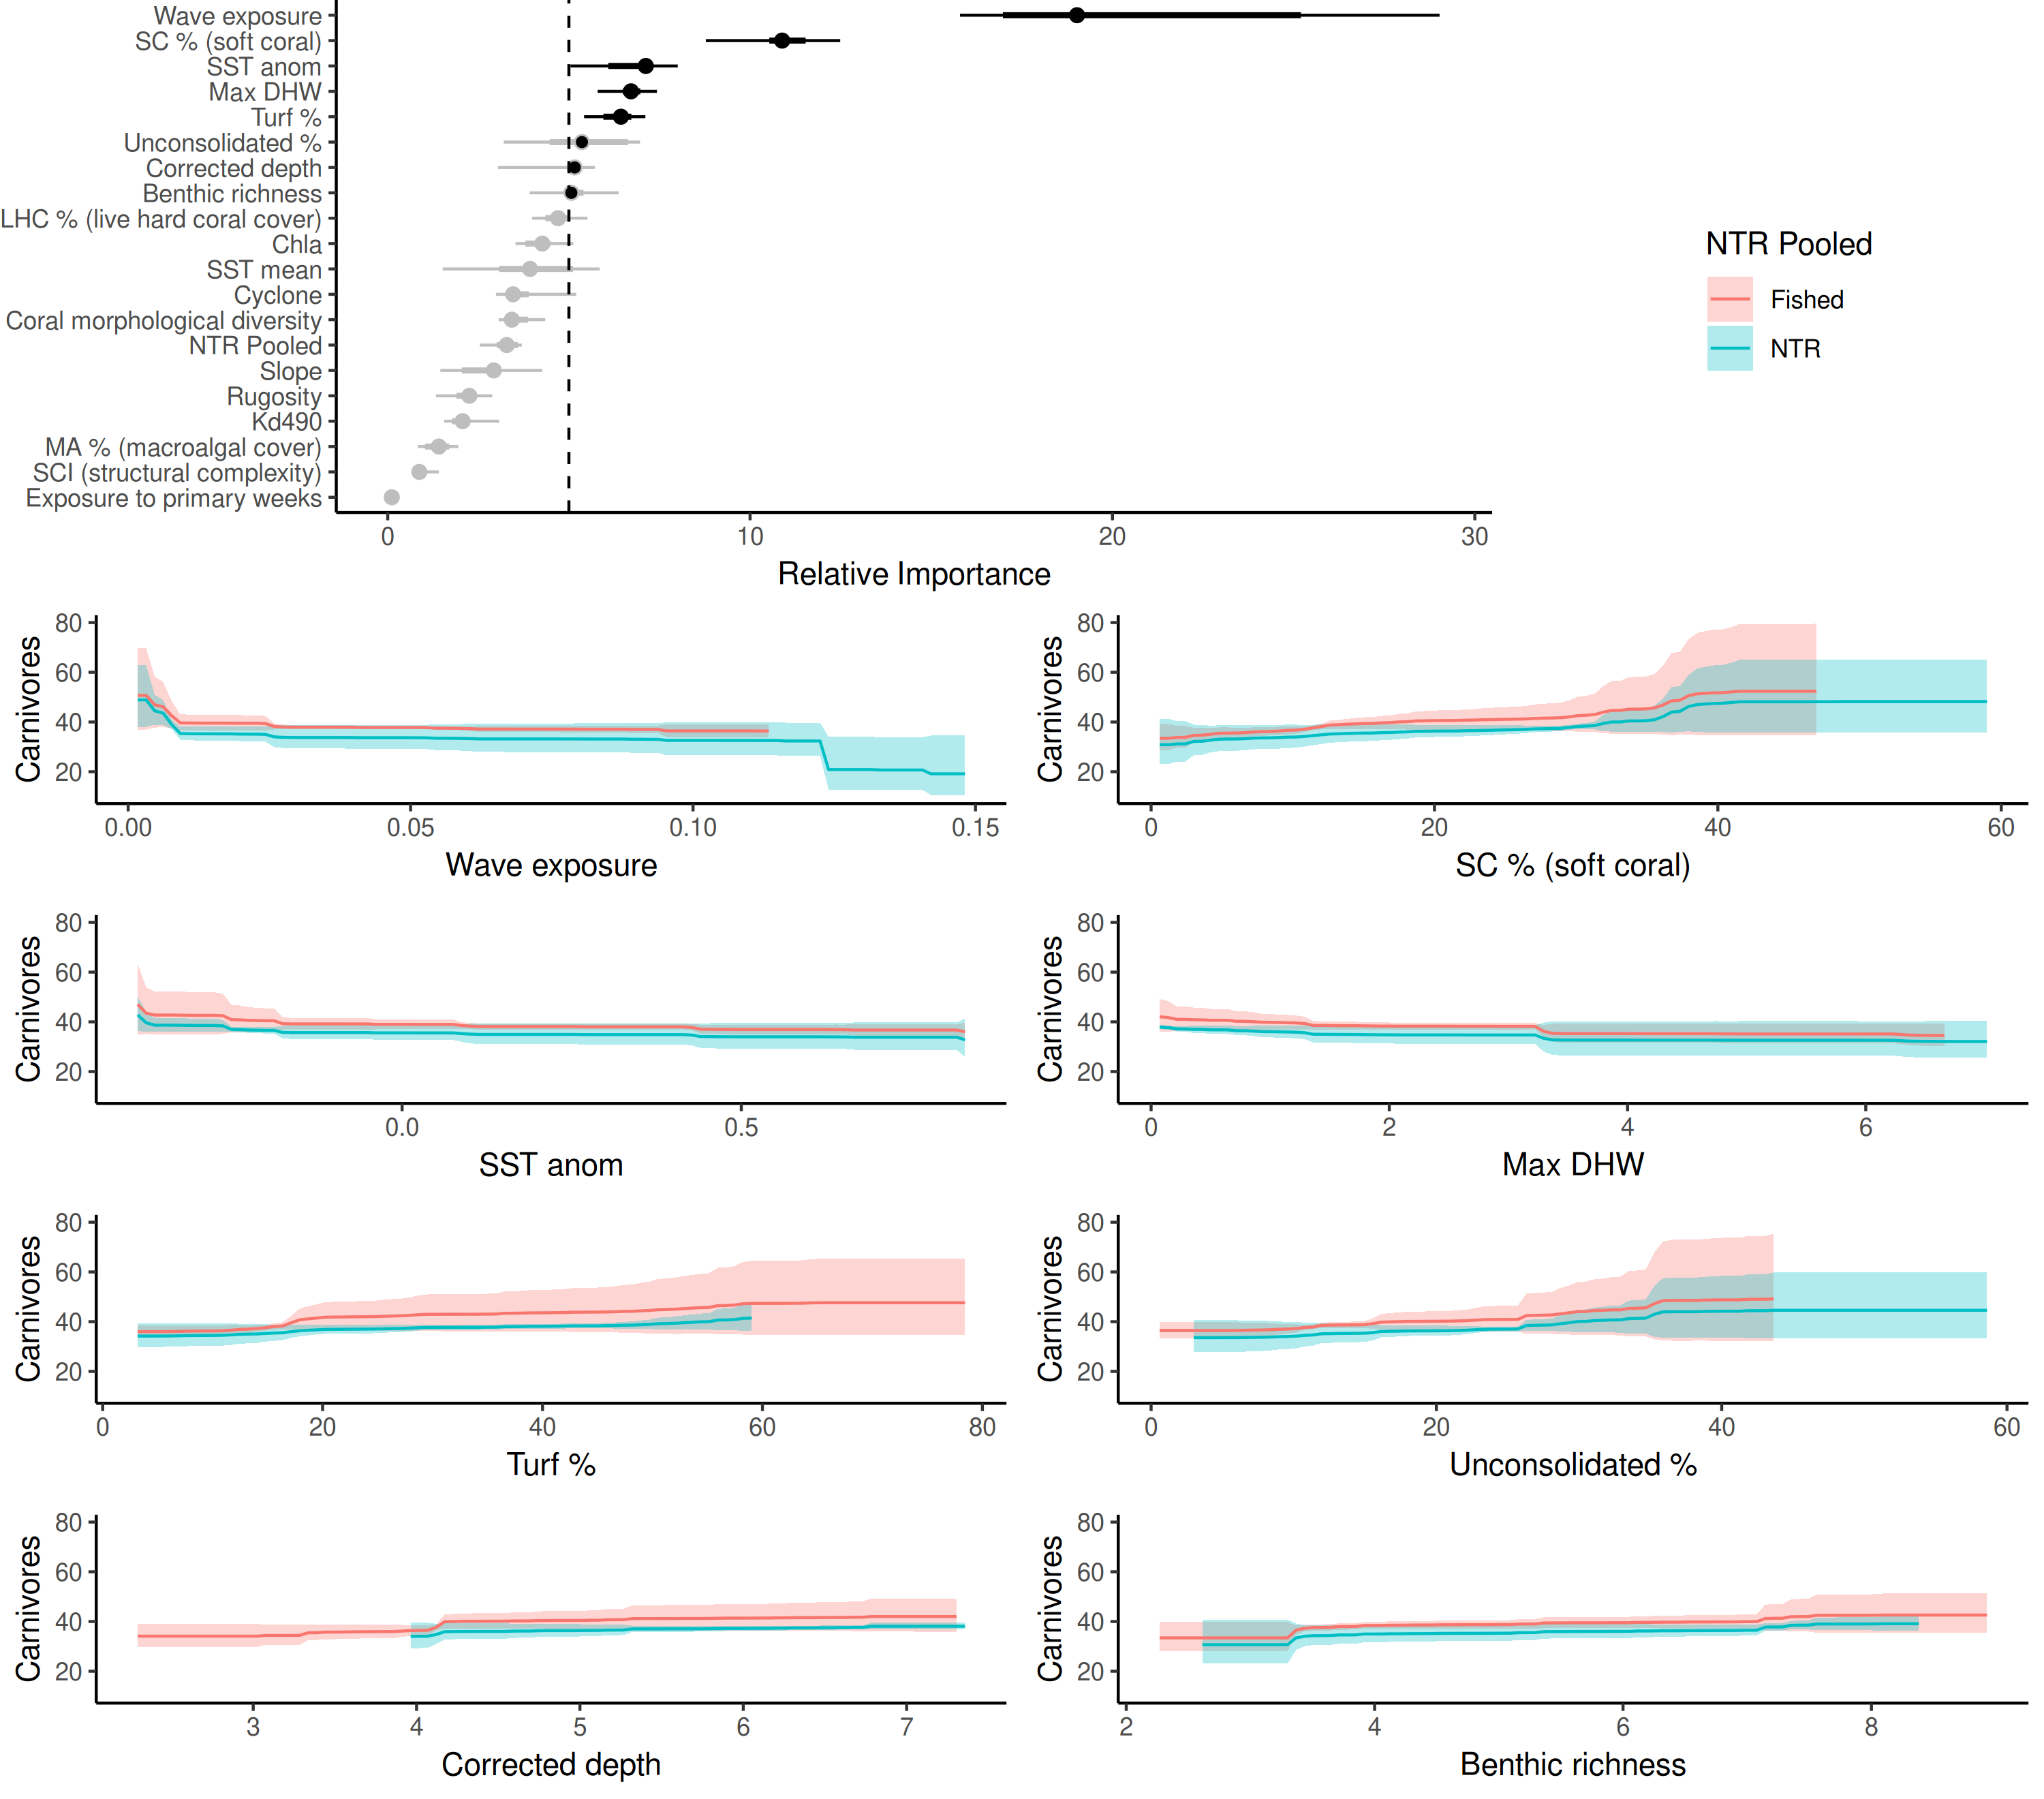 Wave exposure
SC % (soft coral)
SST anom
Max DHW
Turf %
Unconsolidated %
Corrected depth
Benthic richness
LHC % (live hard coral cover)
Chla
SST mean
Cyclone
Coral morphological diversity
NTR Pooled
Slope
Rugosity
Kd490
MA % (macroalgal cover)
SCI (structural complexity)
Exposure to primary weeks
0 10 20 30
Relative Importance
NTR Pooled
Fished
NTR
80
60
40
20
Carnivores
0.00 0.05 0.10 0.15
Wave exposure
80
60
40
20
Carnivores
0 20 40 60
SC % (soft coral)
80
60
40
20
Carnivores
0.0 0.5
SST anom
80
60
40
20
Carnivores
0 2 4 6
Max DHW
80
60
40
20
Carnivores
0 20 40 60 80
Turf %
80
60
40
20
Carnivores
0 20 40 60
Unconsolidated %
80
60
40
20
Carnivores
3 4 5 6 7
Corrected depth
80
60
40
20
Carnivores
2 4 6 8
Benthic richness